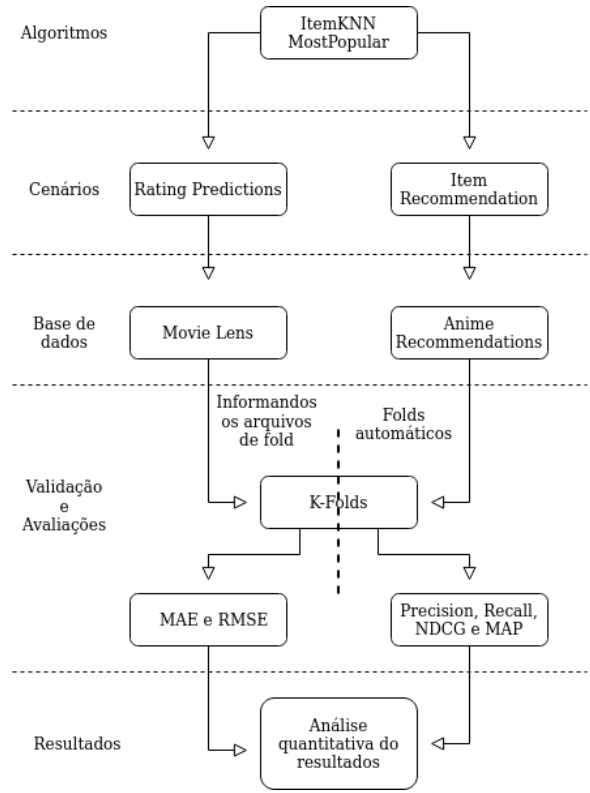 Algoritmos
ItemKNN
MostPopular
Cenários
Rating Predictions
Item
Recommendation
Base de
dados
Movie Lens
Anime
Recommendations
Informandos
os arquivos
de fold
Folds
automáticos
Validação
e
Avaliações
K-Folds
MAE e RMSE
Precision, Recall,
NDCG e MAP
Resultados
Análise
quantitativa do
resultados